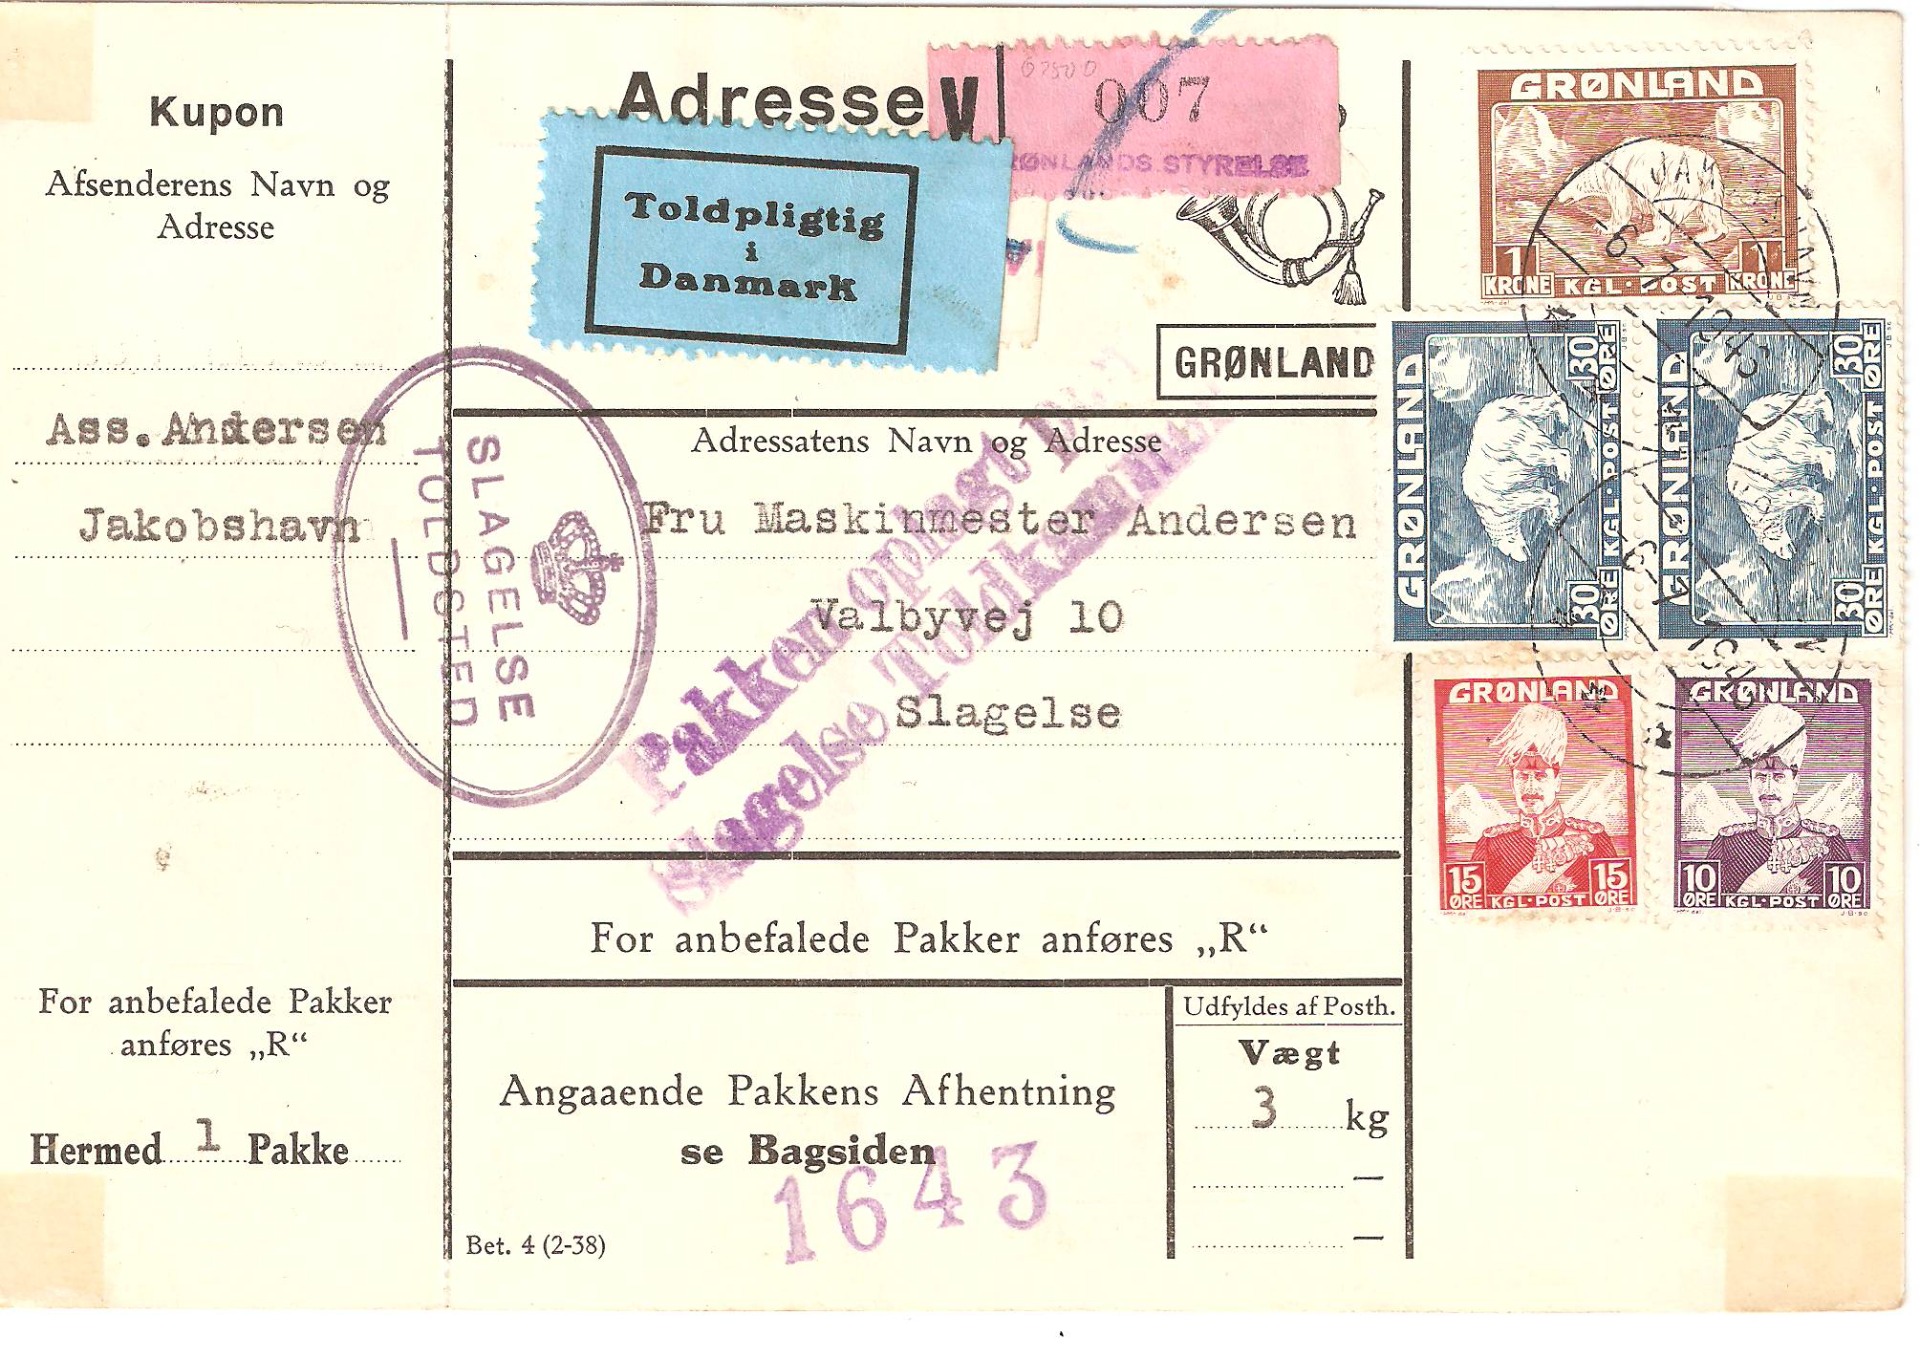 Kupon
Afsenderens Navn og
Adresse
Ass. Andersen
Jakobshavn
For anbefalede Pakker
anføres „R“
Hermed 1 Pakke
Adresse
V
007
GRØNLANDS STYRELSE
Toldpligtig
i
Danmark
GRØNLAND
SLAGELSE
TOLDSTED
Adressatens Navn og Adresse
Fru Maskinmester Andersen
Valbyvej 10
Slagelse
Pakken opbragt
Slagelse Toldkammer
For anbefalede Pakker anføres „R“
Angaaende Pakkens Afhentning
se Bagsiden
1643
Bet. 4 (2-38)
Udfyldes af Posth.
Vægt
3 kg
GRØNLAND
1 KRONE KGL·POST 1 KRONE
GRØNLAND
30 ØRE KGL·POST 30 ØRE
GRØNLAND
30 ØRE KGL·POST 30 ØRE
GRØNLAND
15 ØRE KGL·POST 15 ØRE
GRØNLAND
10 ØRE KGL·POST 10 ØRE